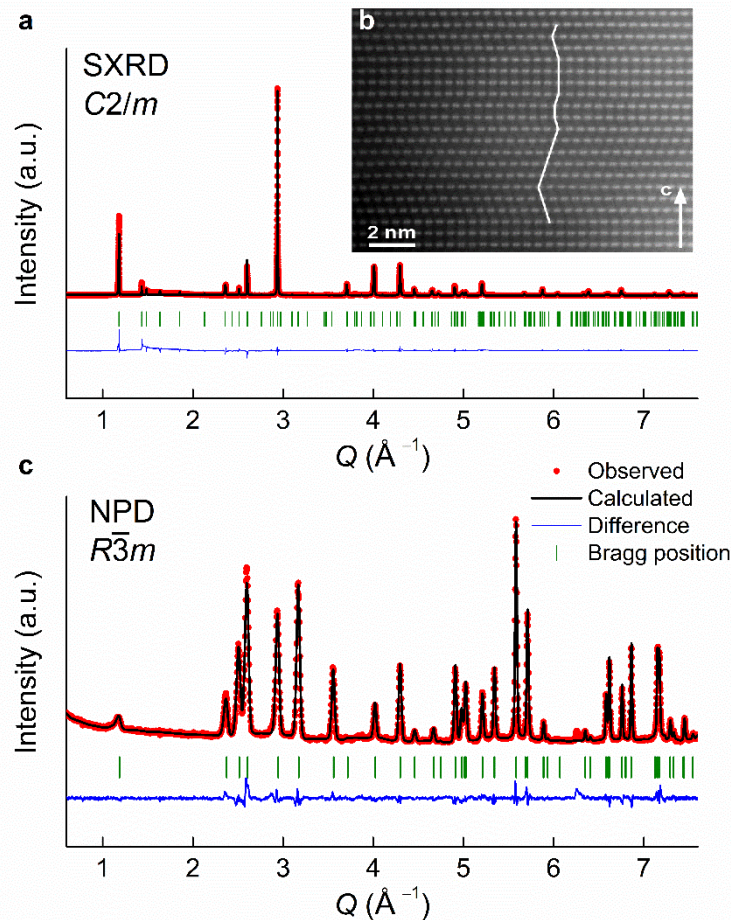 a
SXRD
C2/m
b
2 nm
c
Intensity (a.u.)
1 2 3 4 5 6 7
Q (Å⁻¹)
c
NPD
R3̅m
Observed
Calculated
Difference
Bragg position
Intensity (a.u.)
1 2 3 4 5 6 7
Q (Å⁻¹)